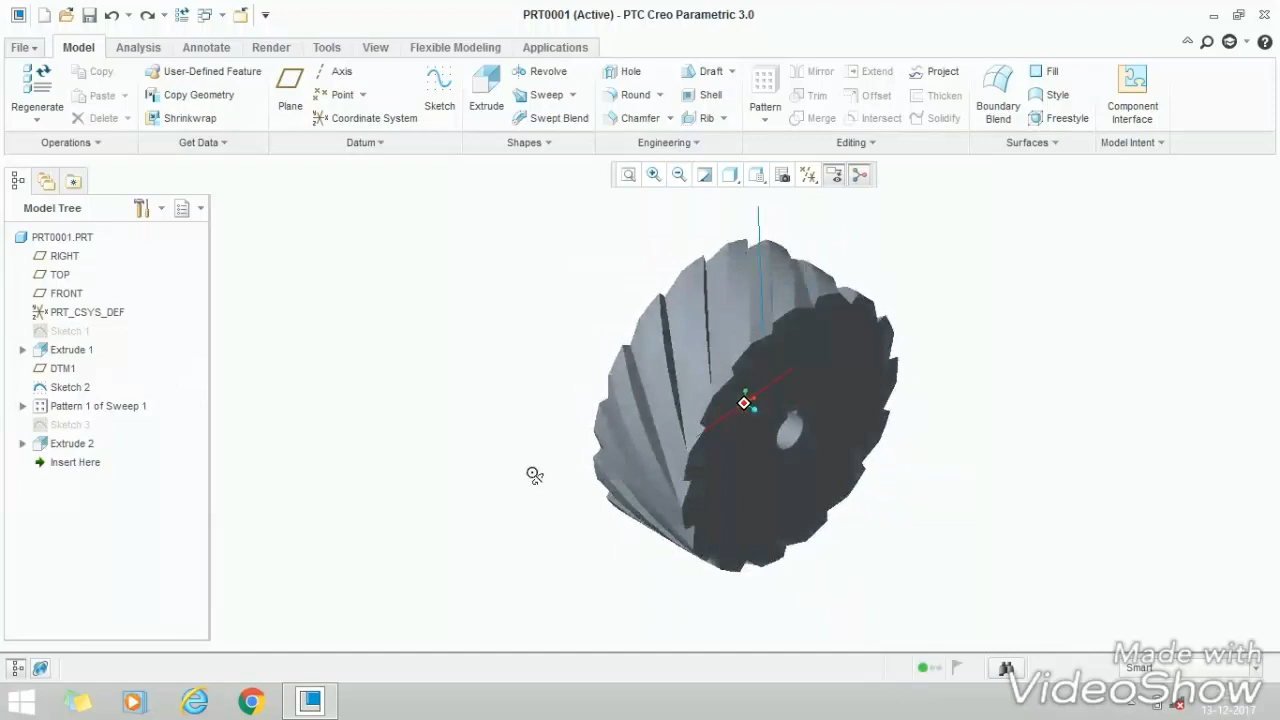 PRT0001 (Active) - PTC Creo Parametric 3.0
File Model Analysis Annotate Render Tools View Flexible Modeling Applications
Regenerate Copy Paste Delete
User-Defined Feature
Copy Geometry
Shrinkwrap
Plane Axis Point Coordinate System Sketch
Extrude Revolve Sweep Swept Blend
Hole Draft
Round Shell
Chamfer Rib
Pattern Mirror Extend Project
Trim Offset Thicken
Merge Intersect Solidify
Boundary Blend Fill Style Freestyle
Component Interface
Operations Get Data Datum Shapes Engineering Editing Surfaces Model Intent
Model Tree
PRT0001.PRT
RIGHT
TOP
FRONT
PRT_CSYS_DEF
Sketch 1
Extrude 1
DTM1
Sketch 2
Pattern 1 of Sweep 1
Sketch 3
Extrude 2
Insert Here
Made with
Smart
VideoShow
13-12-2017